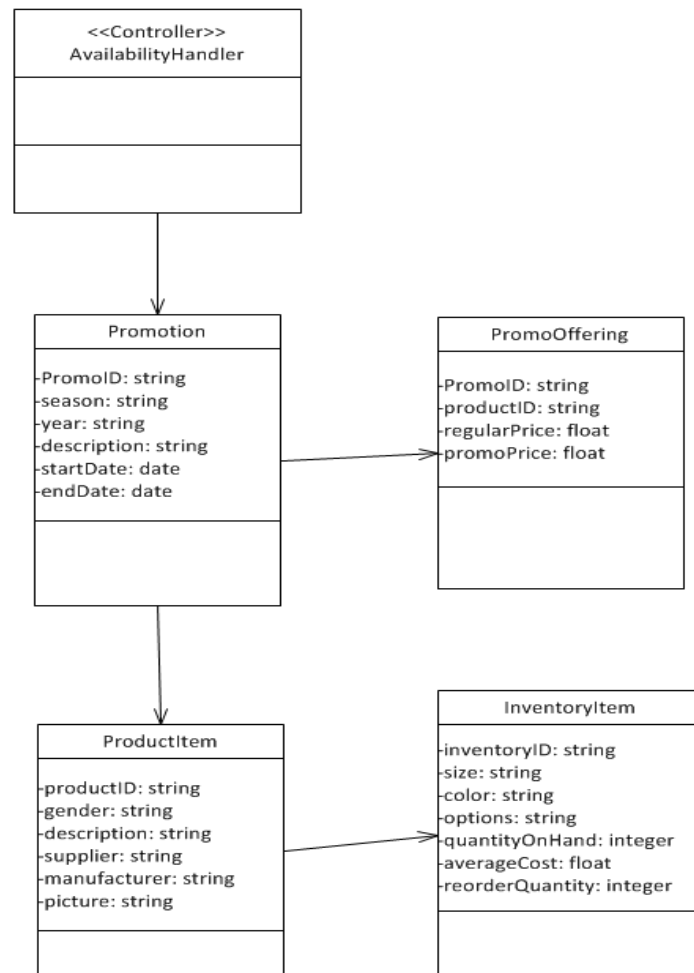 <<Controller>>
AvailabilityHandler
Promotion
-PromoID: string
-season: string
-year: string
-description: string
-startDate: date
-endDate: date
PromoOffering
-PromoID: string
-productID: string
-regularPrice: float
-promoPrice: float
ProductItem
-productID: string
-gender: string
-description: string
-supplier: string
-manufacturer: string
-picture: string
InventoryItem
-inventoryID: string
-size: string
-color: string
-options: string
-quantityOnHand: integer
-averageCost: float
-reorderQuantity: integer